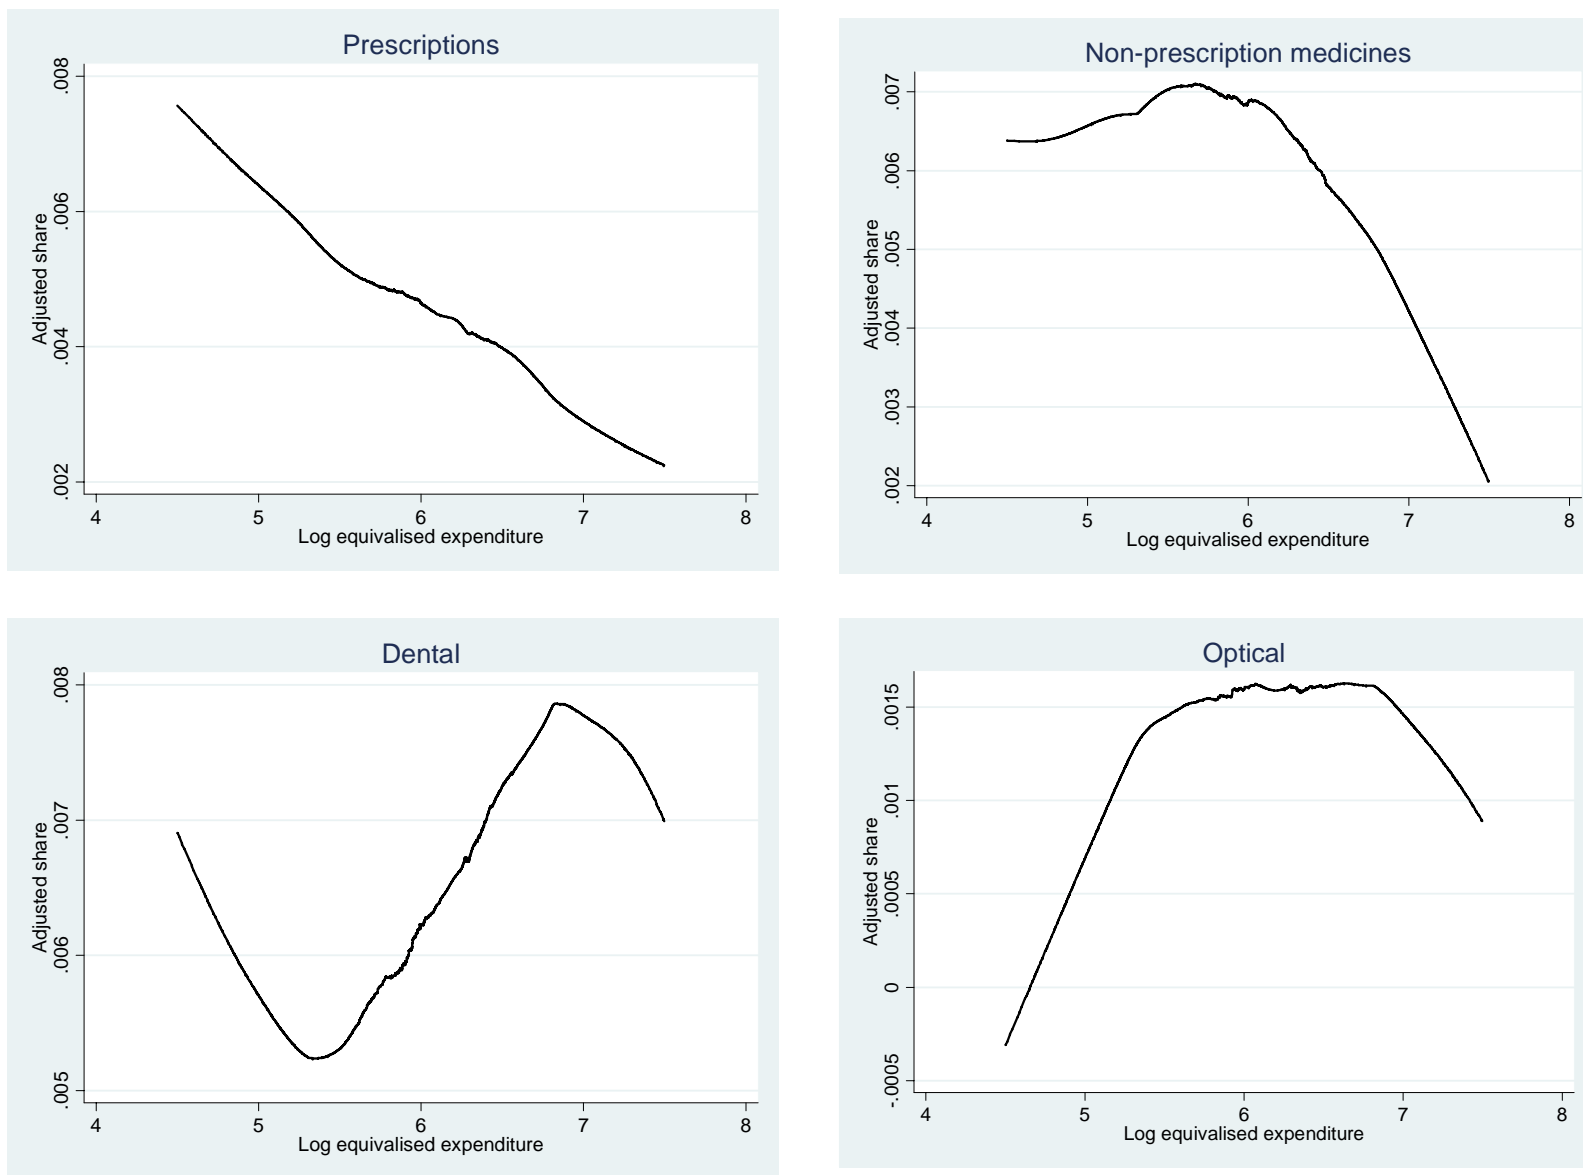 Prescriptions
Adjusted share
.008
.006
.004
.002
4 5 6 7 8
Log equivalised expenditure
Non-prescription medicines
Adjusted share
.007
.006
.005
.004
.003
.002
4 5 6 7 8
Log equivalised expenditure
Dental
Adjusted share
.008
.007
.006
.005
4 5 6 7 8
Log equivalised expenditure
Optical
Adjusted share
.0015
.001
.0005
0
-.0005
4 5 6 7 8
Log equivalised expenditure